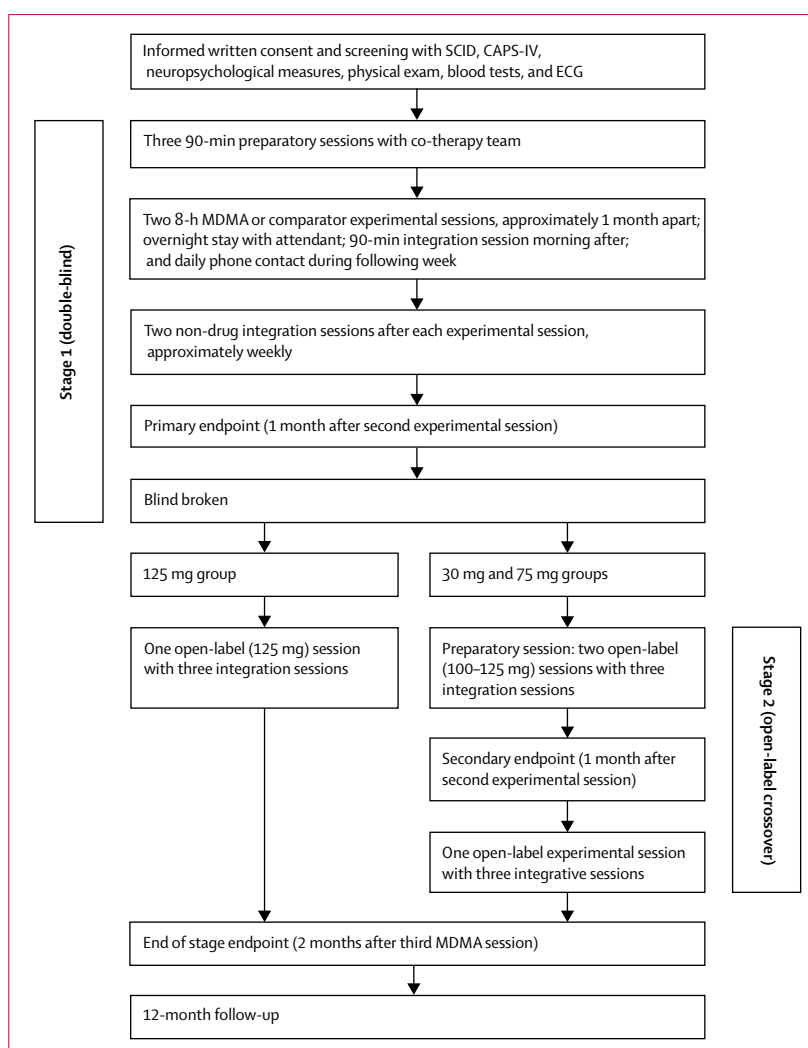 Informed written consent and screening with SCID, CAPS-IV,
neuropsychological measures, physical exam, blood tests, and ECG
Stage 1 (double-blind)
Three 90-min preparatory sessions with co-therapy team
Two 8-h MDMA or comparator experimental sessions, approximately 1 month apart;
overnight stay with attendant; 90-min integration session morning after;
and daily phone contact during following week
Two non-drug integration sessions after each experimental session,
approximately weekly
Primary endpoint (1 month after second experimental session)
Blind broken
125 mg group
30 mg and 75 mg groups
One open-label (125 mg) session
with three integration sessions
Preparatory session: two open-label
(100–125 mg) sessions with three
integration sessions
Stage 2 (open-label crossover)
Secondary endpoint (1 month after
second experimental session)
One open-label experimental session
with three integrative sessions
End of stage endpoint (2 months after third MDMA session)
12-month follow-up